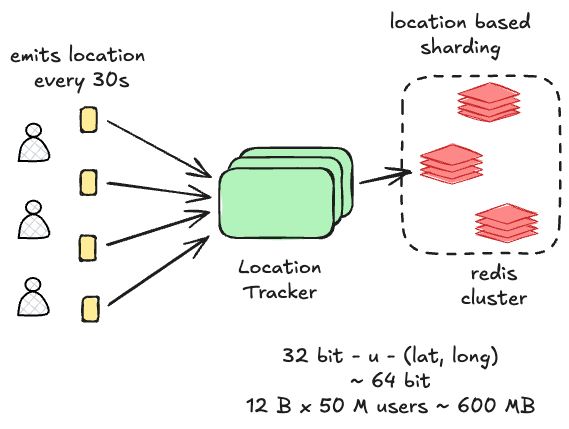 emits location
every 30s
location based
sharding
Location
Tracker
redis
cluster
32 bit - u - (lat, long)
~ 64 bit
12 B x 50 M users ~ 600 MB